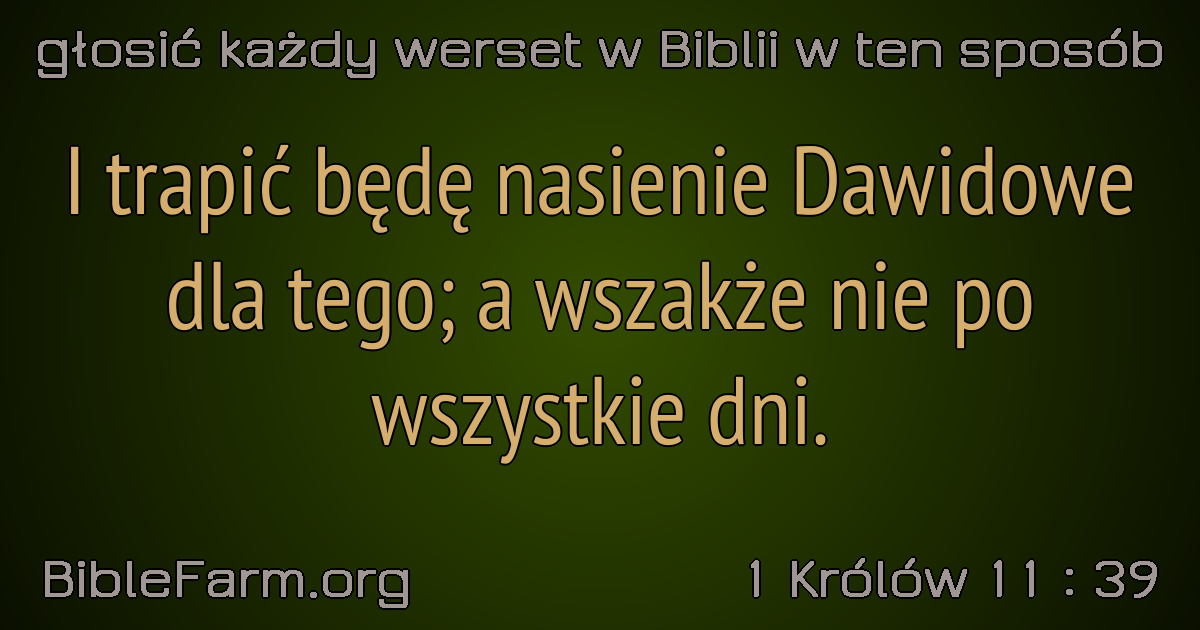 głosić każdy werset w Biblii w ten sposób
I trapić będę nasienie Dawidowe
dla tego; a wszakże nie po
wszystkie dni.
BibleFarm.org
1 Królów 11 : 39